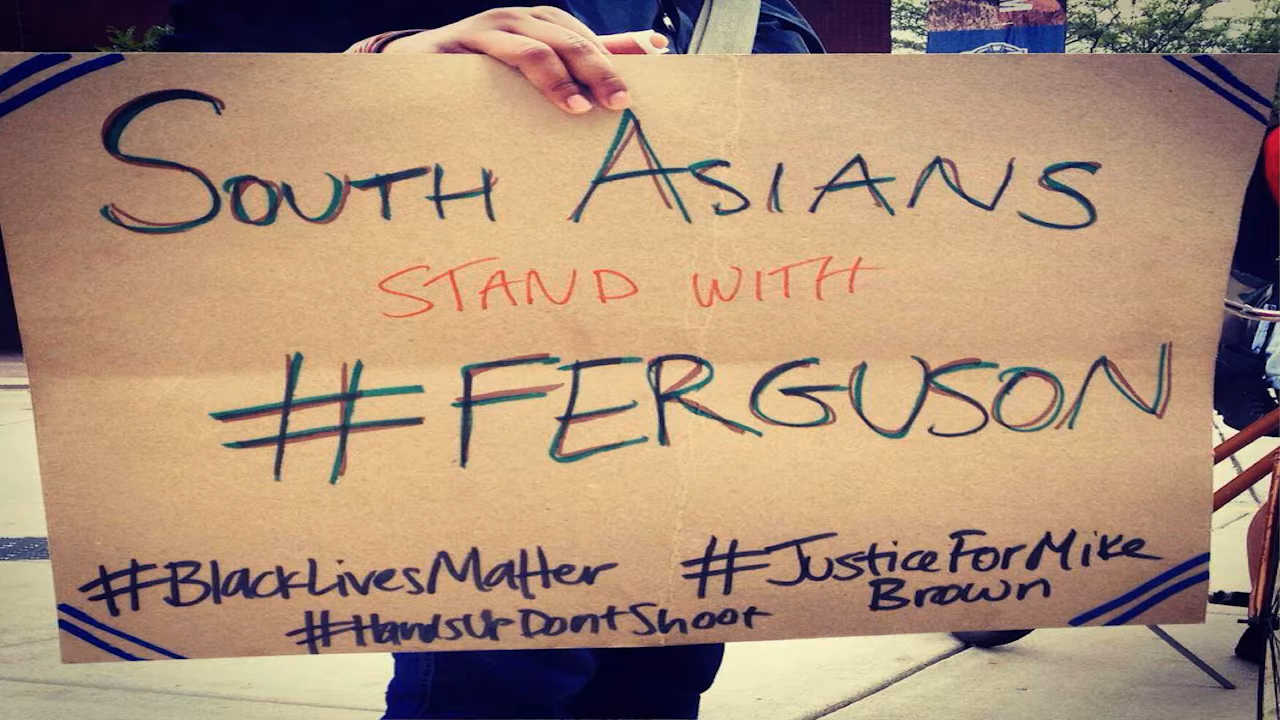 SOUTH ASIANS
STAND WITH
#FERGUSON
#BlackLivesMatter #JusticeForMike
Brown
#HandsUpDontShoot